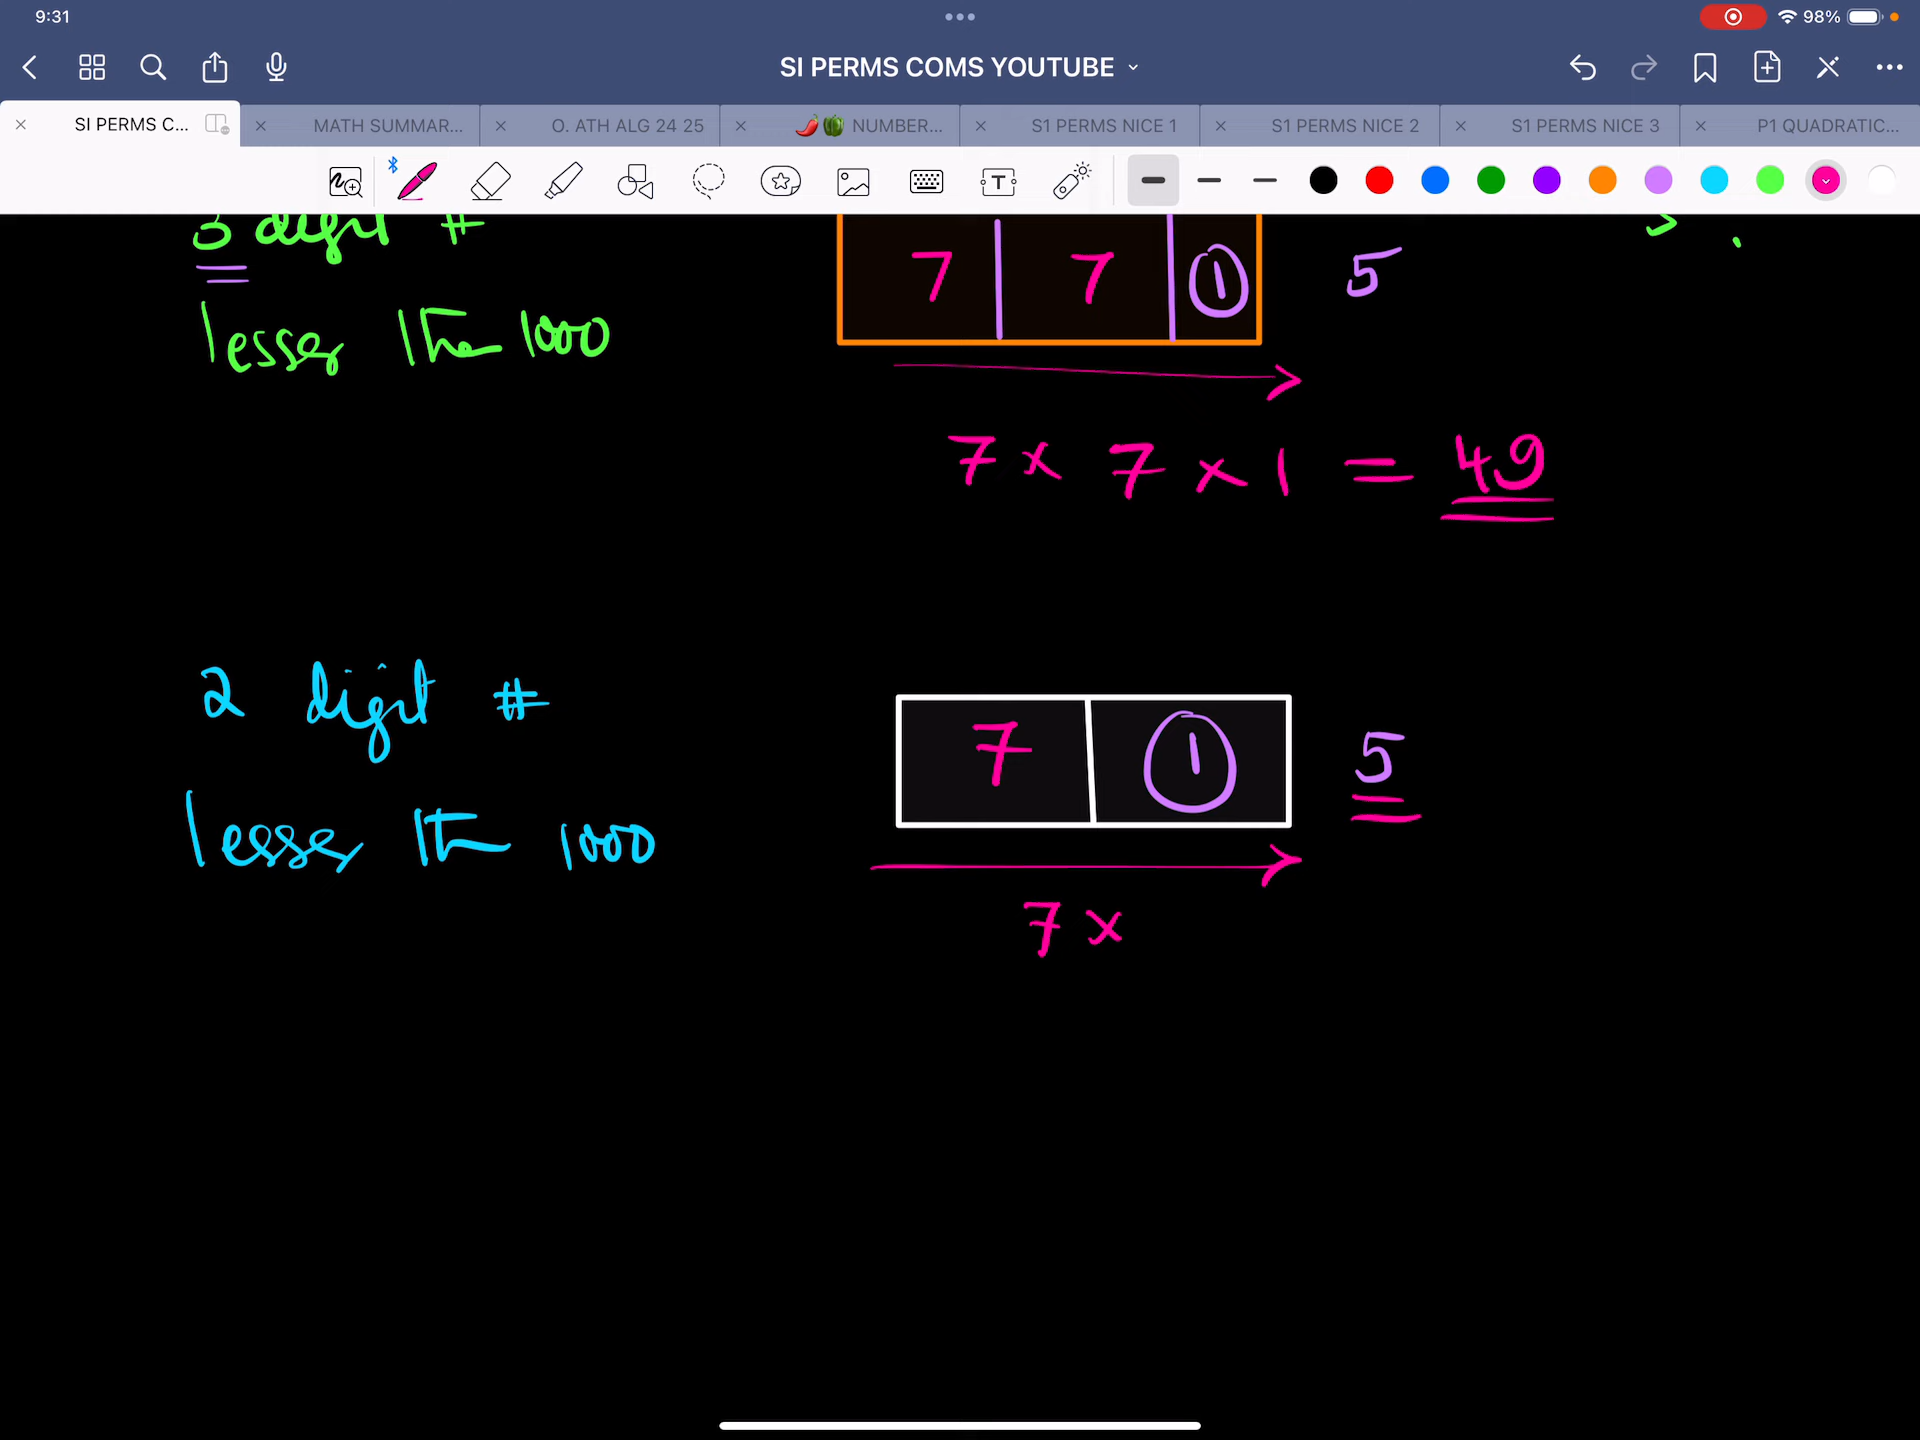 9:31
98%
SI PERMS COMS YOUTUBE
SI PERMS C...
MATH SUMMAR...
O. ATH ALG 24 25
🌶️🫑 NUMBER...
S1 PERMS NICE 1
S1 PERMS NICE 2
S1 PERMS NICE 3
P1 QUADRATIC...
3 digit #
7 7 1 5
lesser than 1000
7 × 7 × 1 = 49
2 digit #
7 1 5
lesser th 1000
7 ×